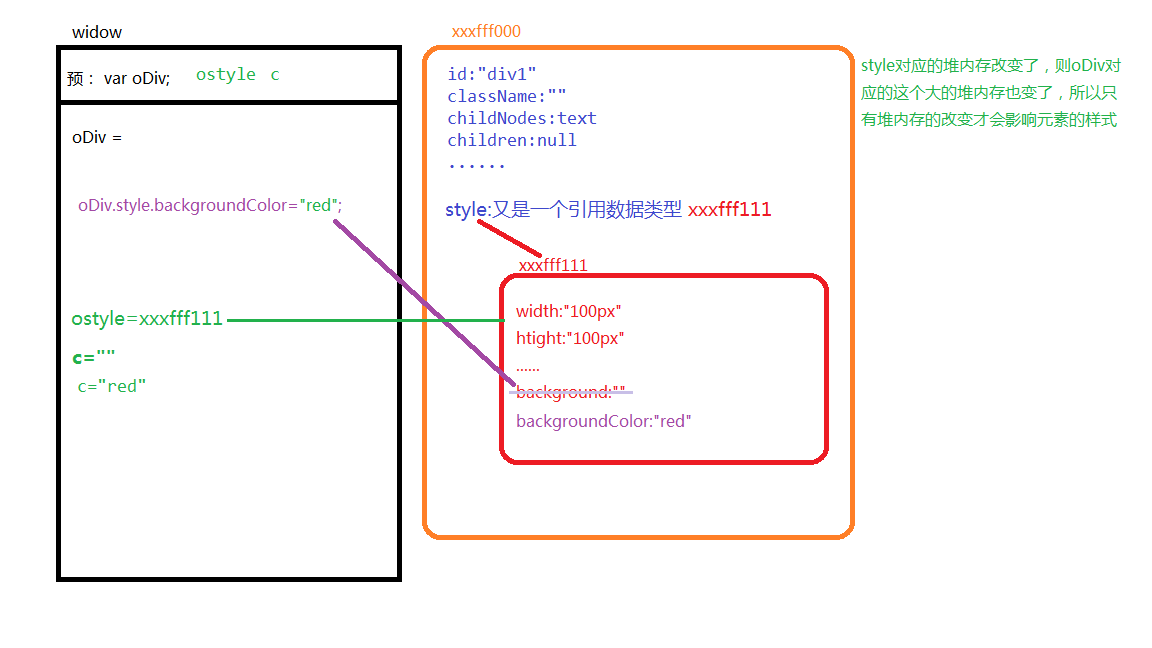 widow
预： var oDiv; ostyle c
oDiv =
oDiv.style.backgroundColor="red";
ostyle=xxxfff111
c=""
c="red"
xxxfff000
id:"div1"
className:""
childNodes:text
children:null
......
style:又是一个引用数据类型 xxxfff111
xxxfff111
width:"100px"
htight:"100px"
......
background:""
backgroundColor:"red"
style对应的堆内存改变了，则oDiv对
应的这个大的堆内存也变了，所以只
有堆内存的改变才会影响元素的样式